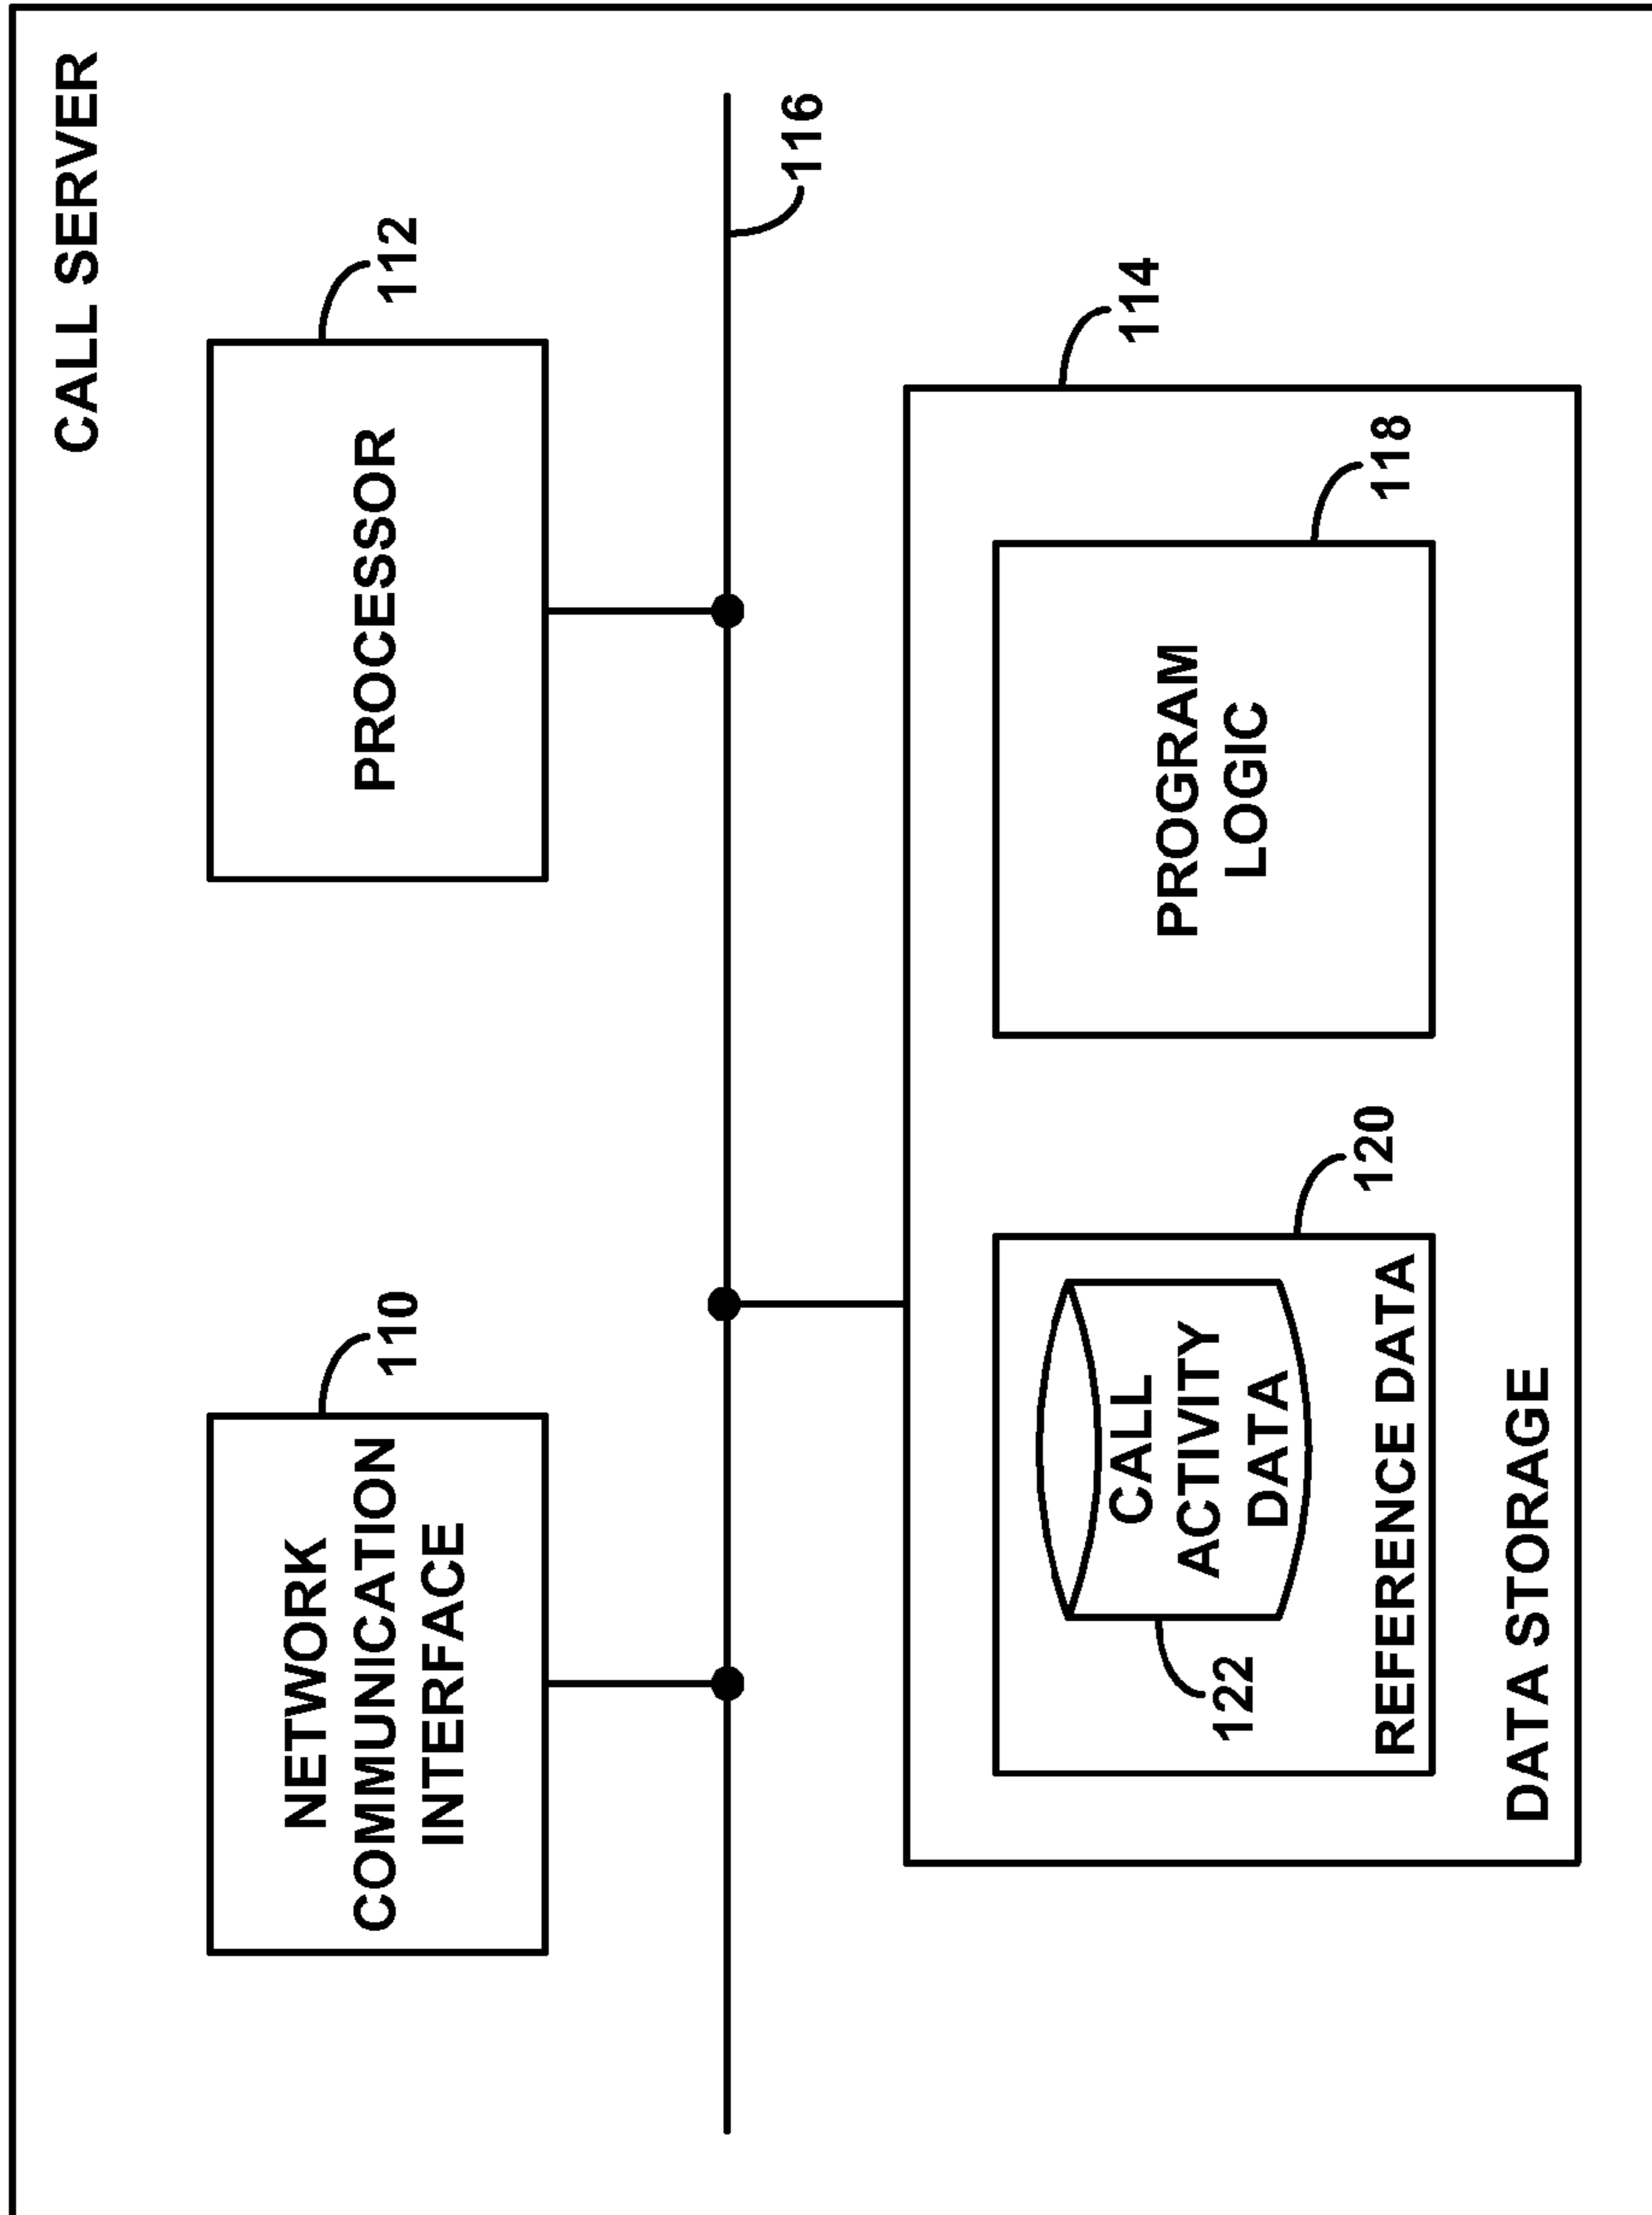 CALL SERVER
110
112
NETWORK
COMMUNICATION
INTERFACE
PROCESSOR
116
114
120
118
122
CALL
ACTIVITY
DATA
REFERENCE DATA
PROGRAM
LOGIC
DATA STORAGE